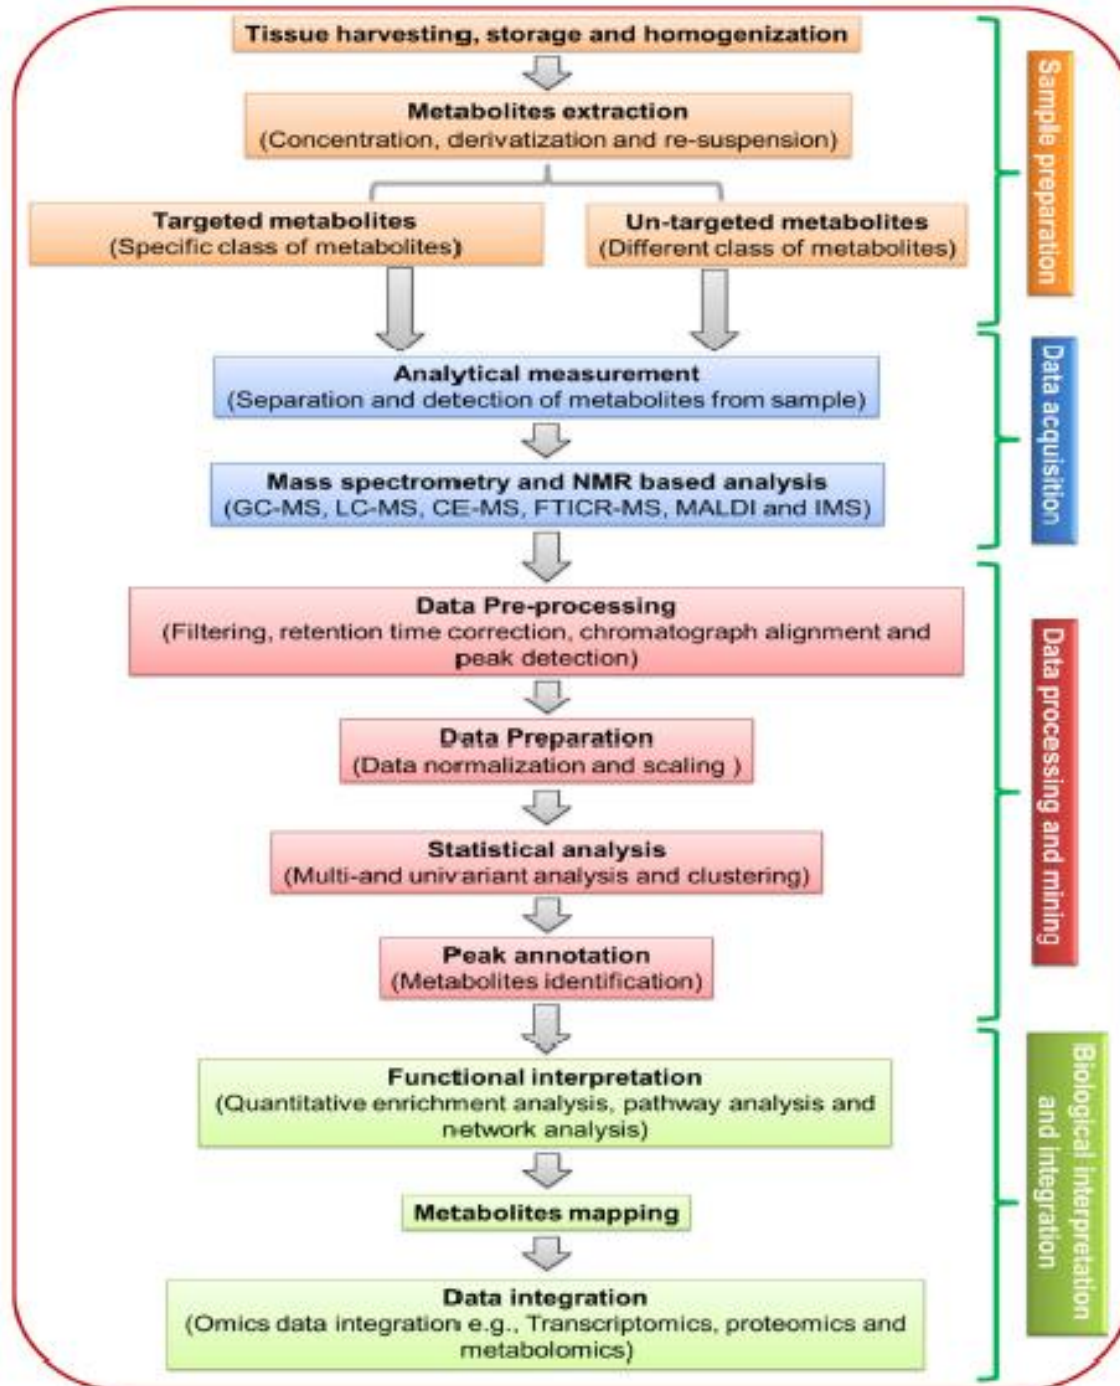 Tissue harvesting, storage and homogenization
Metabolites extraction
(Concentration, derivatization and re-suspension)
Targeted metabolites
(Specific class of metabolites)
Un-targeted metabolites
(Different class of metabolites)
Sample preparation
Analytical measurement
(Separation and detection of metabolites from sample)
Mass spectrometry and NMR based analysis
(GC-MS, LC-MS, CE-MS, FTICR-MS, MALDI and IMS)
Data acquisition
Data Pre-processing
(Filtering, retention time correction, chromatograph alignment and
peak detection)
Data Preparation
(Data normalization and scaling )
Statistical analysis
(Multi-and univariant analysis and clustering)
Peak annotation
(Metabolites identification)
Data processing and mining
Functional interpretation
(Quantitative enrichment analysis, pathway analysis and
network analysis)
Metabolites mapping
Data integration
(Omics data integration e.g., Transcriptomics, proteomics and
metabolomics)
Biological interpretation
and integration